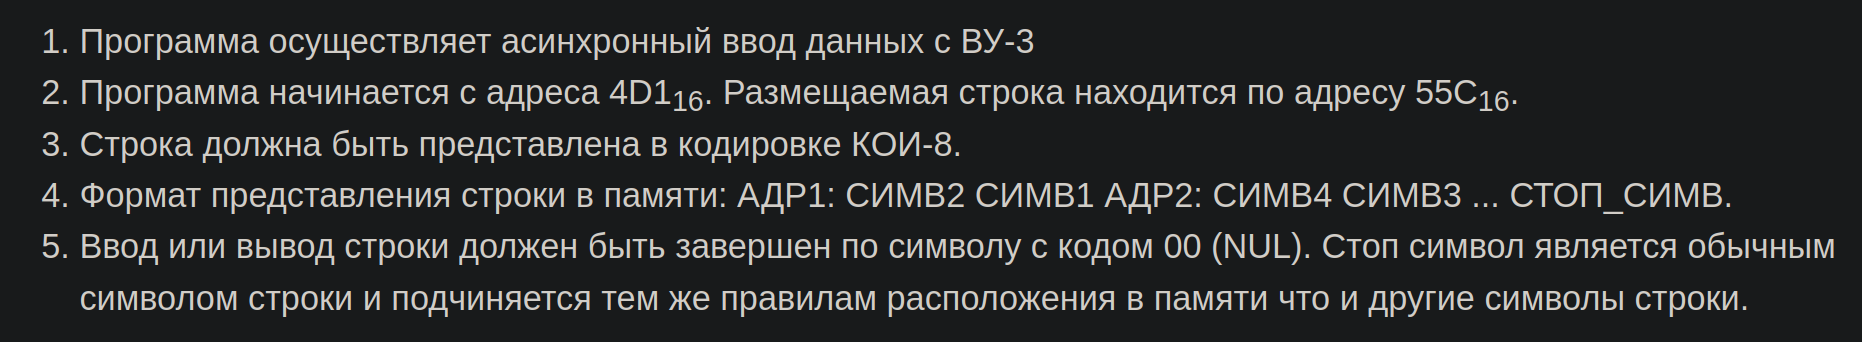 1. Программа осуществляет асинхронный ввод данных с ВУ-3
2. Программа начинается с адреса 4D1₁₆. Размещаемая строка находится по адресу 55C₁₆.
3. Строка должна быть представлена в кодировке КОИ-8.
4. Формат представления строки в памяти: АДР1: СИМВ2 СИМВ1 АДР2: СИМВ4 СИМВ3 ... СТОП_СИМВ.
5. Ввод или вывод строки должен быть завершен по символу с кодом 00 (NUL). Стоп символ является обычным
символом строки и подчиняется тем же правилам расположения в памяти что и другие символы строки.